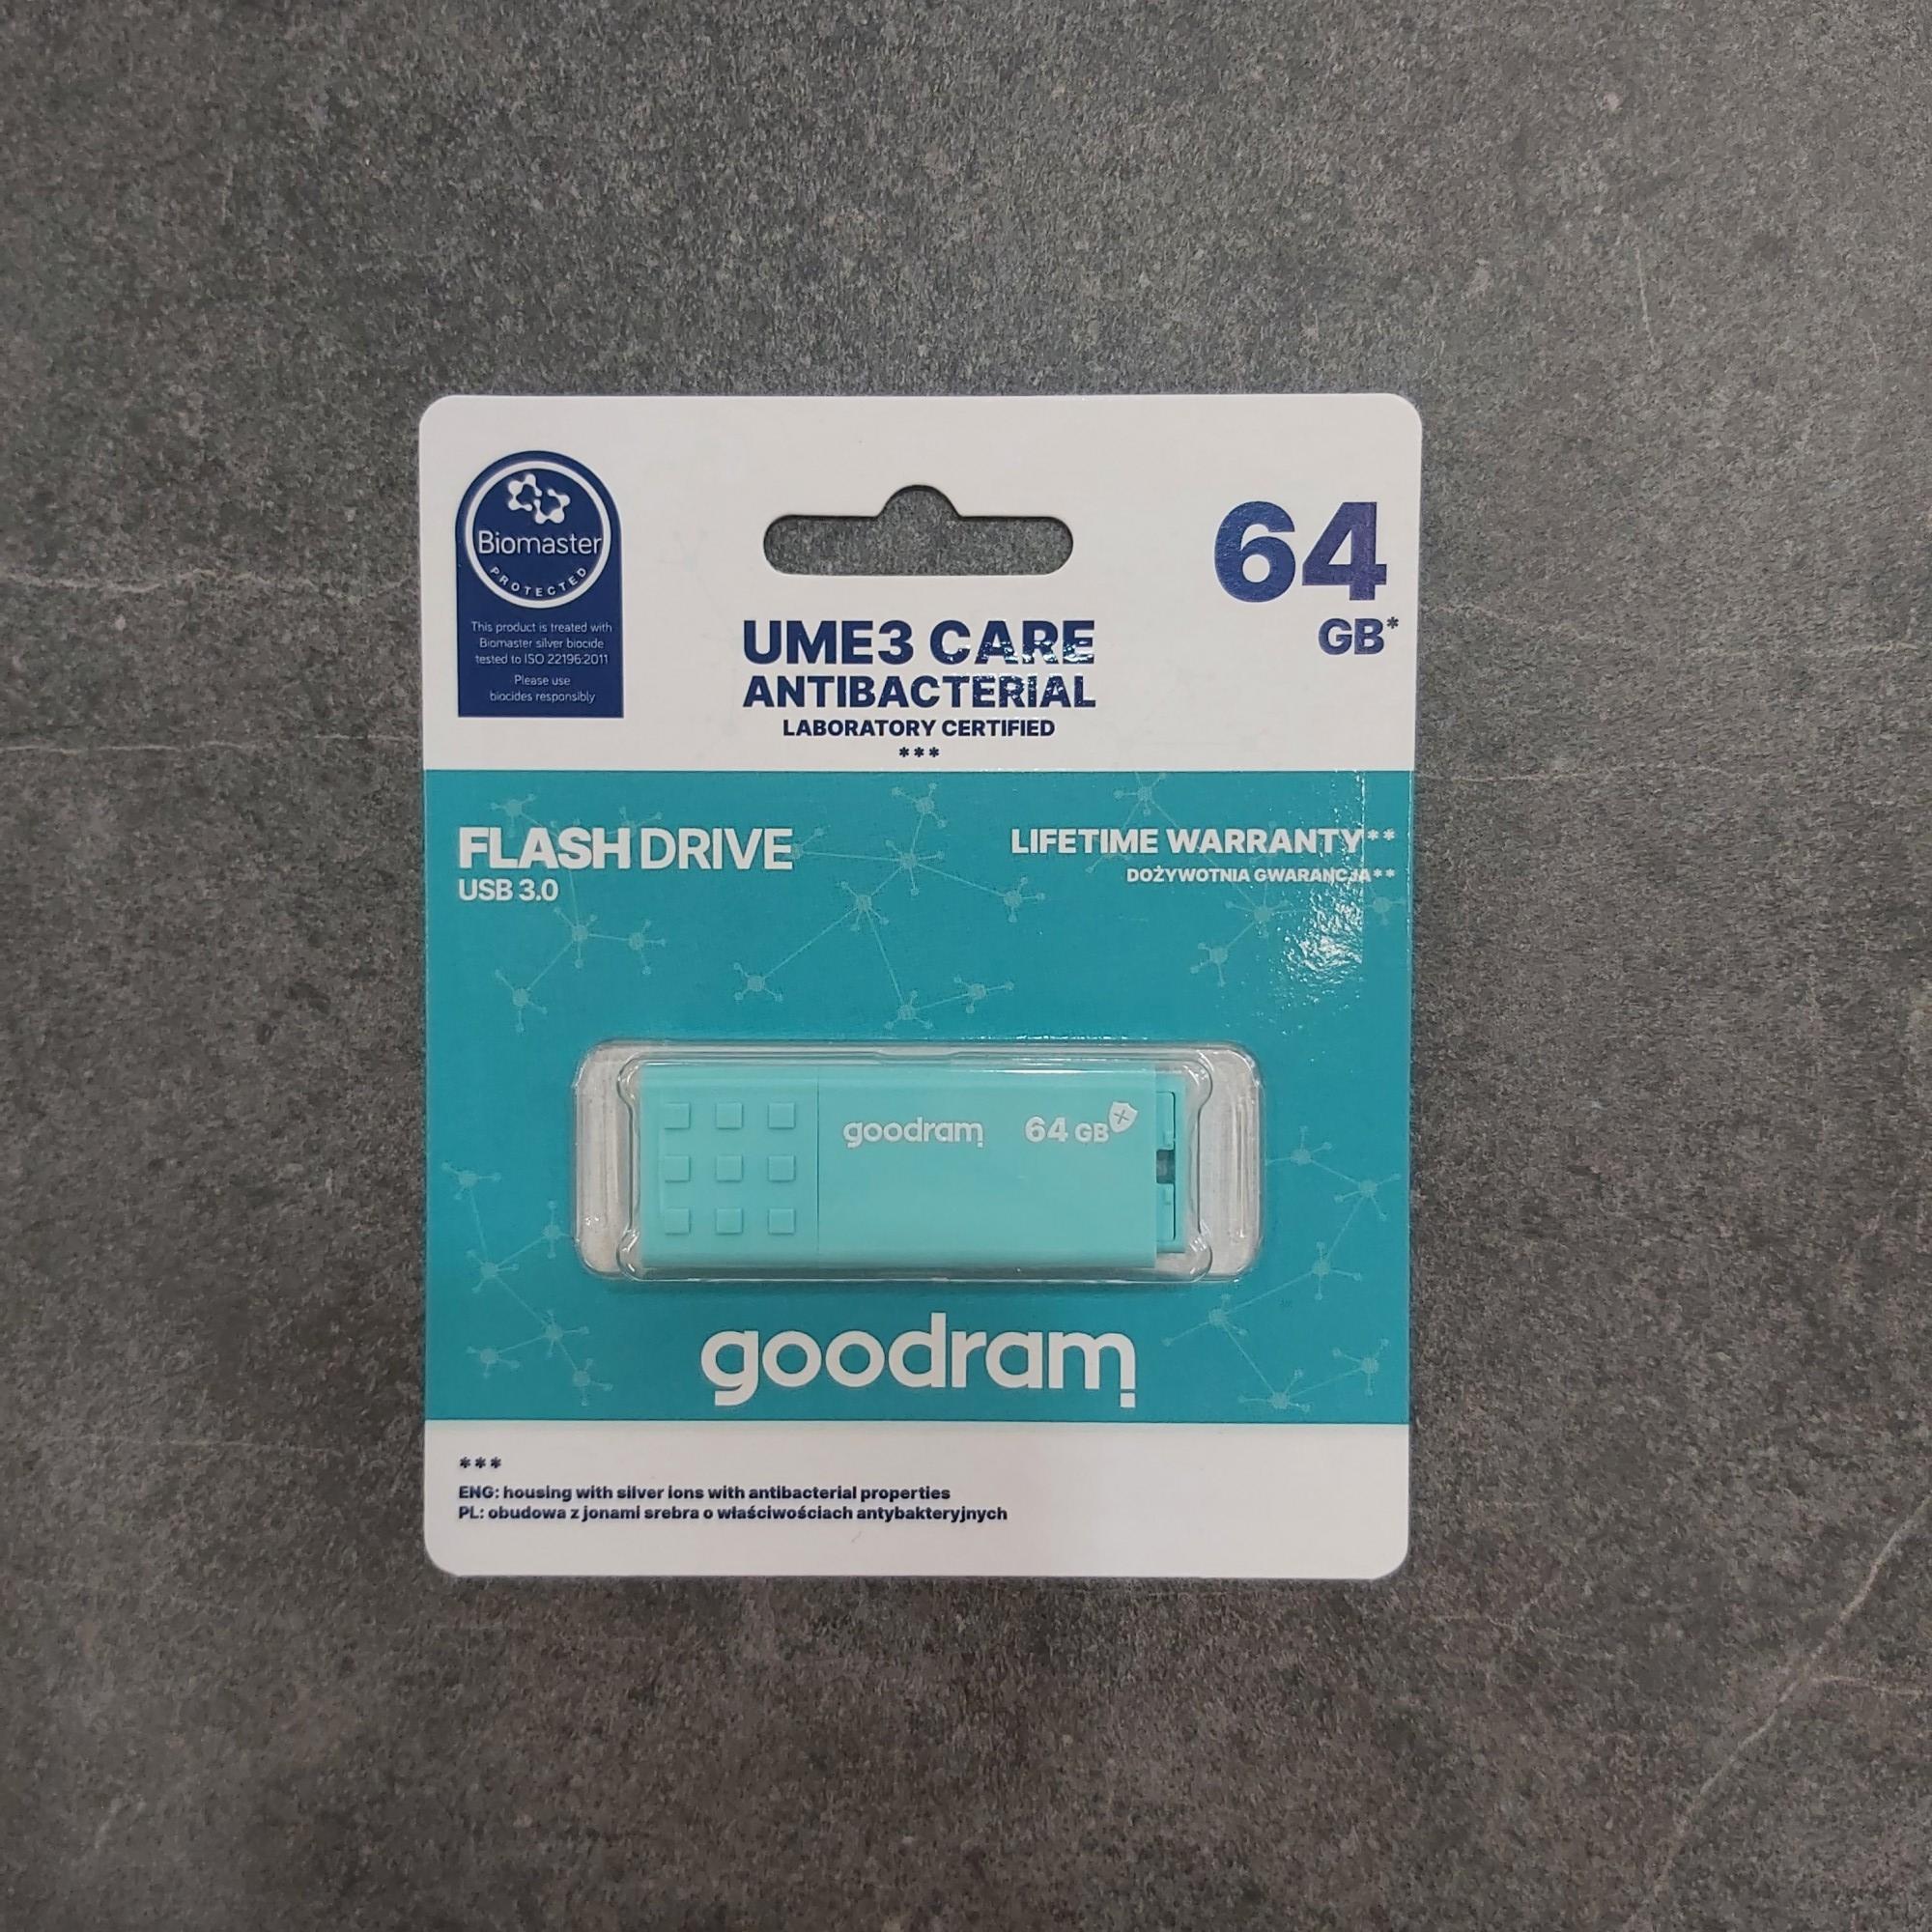 Biomaster
PROTECTED
This product is treated with
Biomaster silver biocide
tested to ISO 22196:2011
Please use
biocides responsibly
64
GB*
UME3 CARE
ANTIBACTERIAL
LABORATORY CERTIFIED
***
FLASH DRIVE
USB 3.0
LIFETIME WARRANTY**
DOŻYWOTNIA GWARANCJA**
goodram 64 GB
goodram
***
ENG: housing with silver ions with antibacterial properties
PL: obudowa z jonami srebra o właściwościach antybakteryjnych